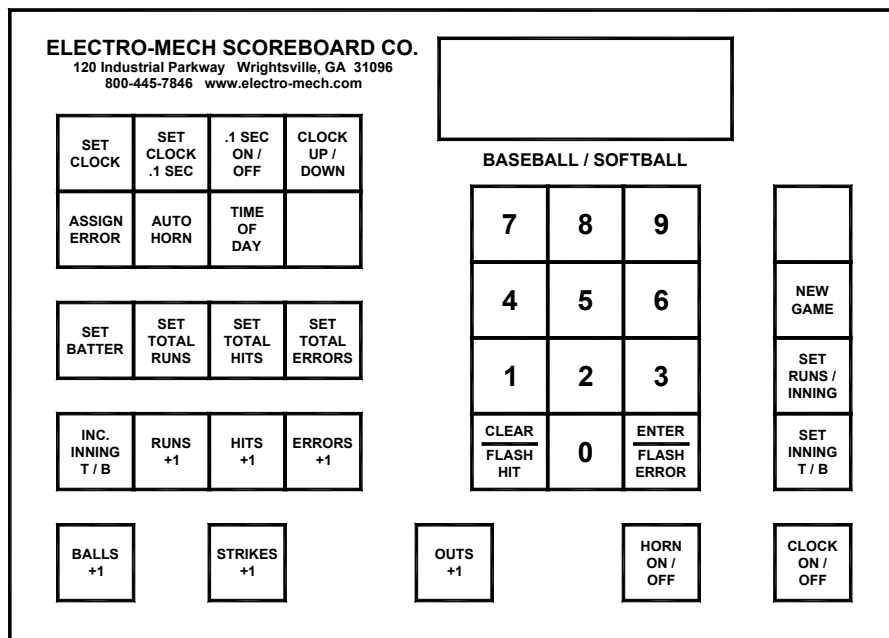 ELECTRO-MECH SCOREBOARD CO.
120 Industrial Parkway Wrightsville, GA 31096
800-445-7846 www.electro-mech.com
SET
CLOCK
SET
CLOCK
.1 SEC
.1 SEC
ON /
OFF
CLOCK
UP /
DOWN
ASSIGN
ERROR
AUTO
HORN
TIME
OF
DAY
SET
BATTER
SET
TOTAL
RUNS
SET
TOTAL
HITS
SET
TOTAL
ERRORS
INC.
INNING
T / B
RUNS
+1
HITS
+1
ERRORS
+1
BASEBALL / SOFTBALL
7
8
9
4
5
6
1
2
3
CLEAR
FLASH
HIT
0
ENTER
FLASH
ERROR
NEW
GAME
SET
RUNS /
INNING
SET
INNING
T / B
BALLS
+1
STRIKES
+1
OUTS
+1
HORN
ON /
OFF
CLOCK
ON /
OFF